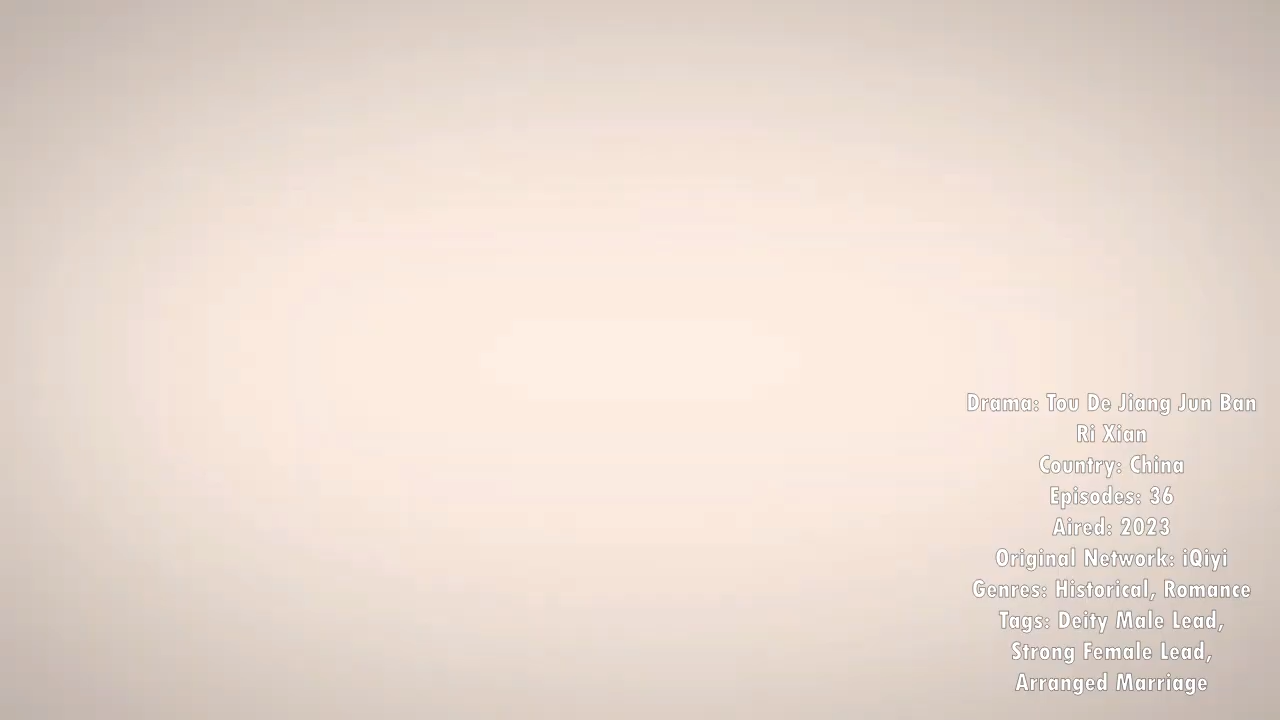 Drama: Tou De Jiang Jun Ban
Ri Xian
Country: China
Episodes: 36
Aired: 2023
Original Network: iQiyi
Genres: Historical, Romance
Tags: Deity Male Lead,
Strong Female Lead,
Arranged Marriage